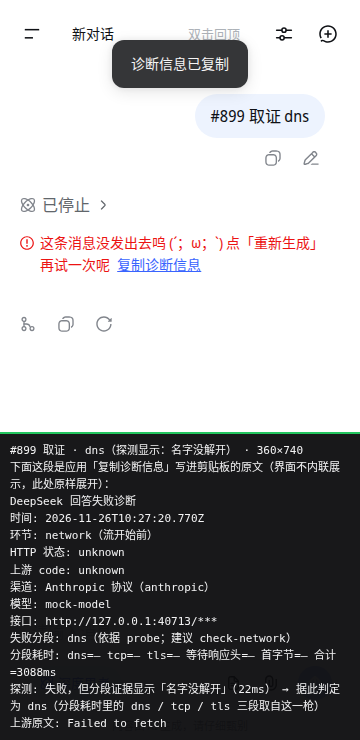 新对话
双击回顶
诊断信息已复制
#899 取证 dns
已停止
这条消息没发出去呜 (´; ω; `) 点「重新生成」
再试一次呢 复制诊断信息
#899 取证 · dns（探测显示：名字没解开） · 360×740
下面这段是应用「复制诊断信息」写进剪贴板的原文（界面不内联展
示，此处原样展开）：
DeepSeek 回答失败诊断
时间: 2026-11-26T10:27:20.770Z
环节: network（流开始前）
HTTP 状态: unknown
上游 code: unknown
渠道: Anthropic 协议（anthropic）
模型: mock-model
接口: http://127.0.0.1:40713/***
失败分段: dns（依据 probe；建议 check-network）
分段耗时: dns=— tcp=— tls=— 等待响应头=— 首字节=— 合计
=3088ms
探测: 失败，但分段证据显示「名字没解开」（22ms） → 据此判定
为 dns（分段耗时里的 dns / tcp / tls 三段取自这一枪）
上游原文: Failed to fetch